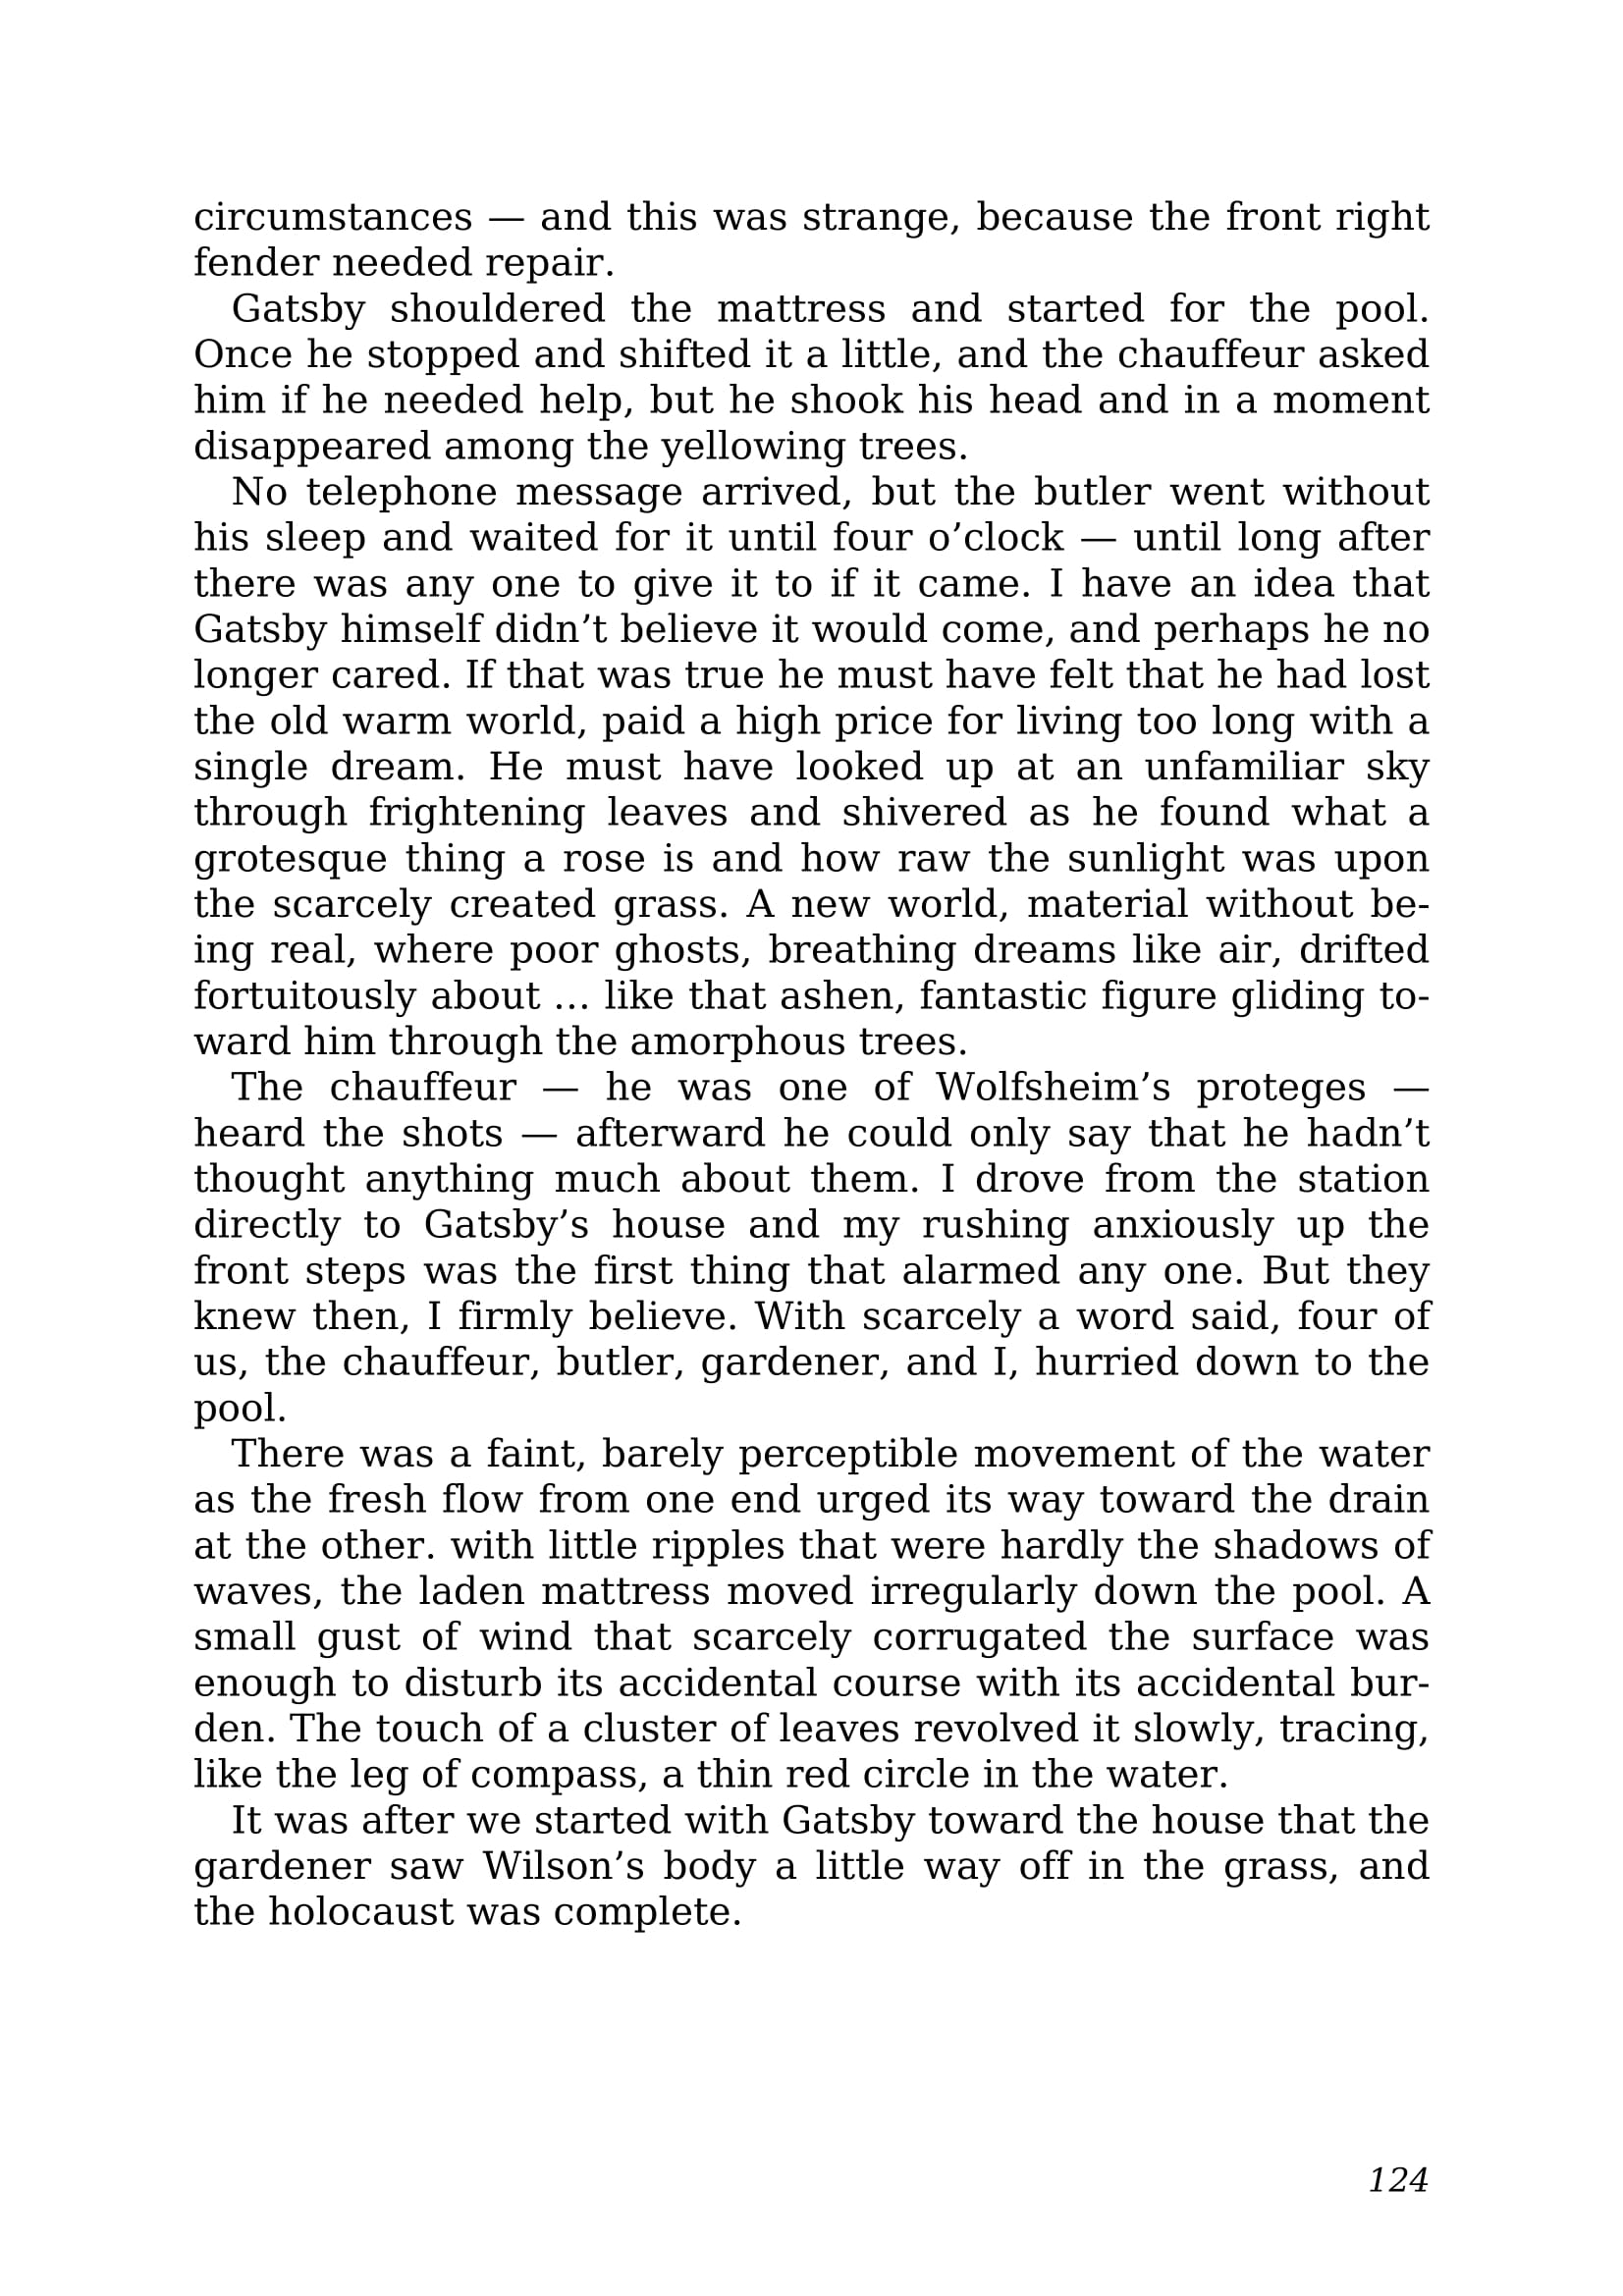 circumstances — and this was strange, because the front right
fender needed repair.
Gatsby shouldered the mattress and started for the pool.
Once he stopped and shifted it a little, and the chauffeur asked
him if he needed help, but he shook his head and in a moment
disappeared among the yellowing trees.
No telephone message arrived, but the butler went without
his sleep and waited for it until four o’clock — until long after
there was any one to give it to if it came. I have an idea that
Gatsby himself didn’t believe it would come, and perhaps he no
longer cared. If that was true he must have felt that he had lost
the old warm world, paid a high price for living too long with a
single dream. He must have looked up at an unfamiliar sky
through frightening leaves and shivered as he found what a
grotesque thing a rose is and how raw the sunlight was upon
the scarcely created grass. A new world, material without be-
ing real, where poor ghosts, breathing dreams like air, drifted
fortuitously about … like that ashen, fantastic figure gliding to-
ward him through the amorphous trees.
The chauffeur — he was one of Wolfsheim’s proteges —
heard the shots — afterward he could only say that he hadn’t
thought anything much about them. I drove from the station
directly to Gatsby’s house and my rushing anxiously up the
front steps was the first thing that alarmed any one. But they
knew then, I firmly believe. With scarcely a word said, four of
us, the chauffeur, butler, gardener, and I, hurried down to the
pool.
There was a faint, barely perceptible movement of the water
as the fresh flow from one end urged its way toward the drain
at the other. with little ripples that were hardly the shadows of
waves, the laden mattress moved irregularly down the pool. A
small gust of wind that scarcely corrugated the surface was
enough to disturb its accidental course with its accidental bur-
den. The touch of a cluster of leaves revolved it slowly, tracing,
like the leg of compass, a thin red circle in the water.
It was after we started with Gatsby toward the house that the
gardener saw Wilson’s body a little way off in the grass, and
the holocaust was complete.
124